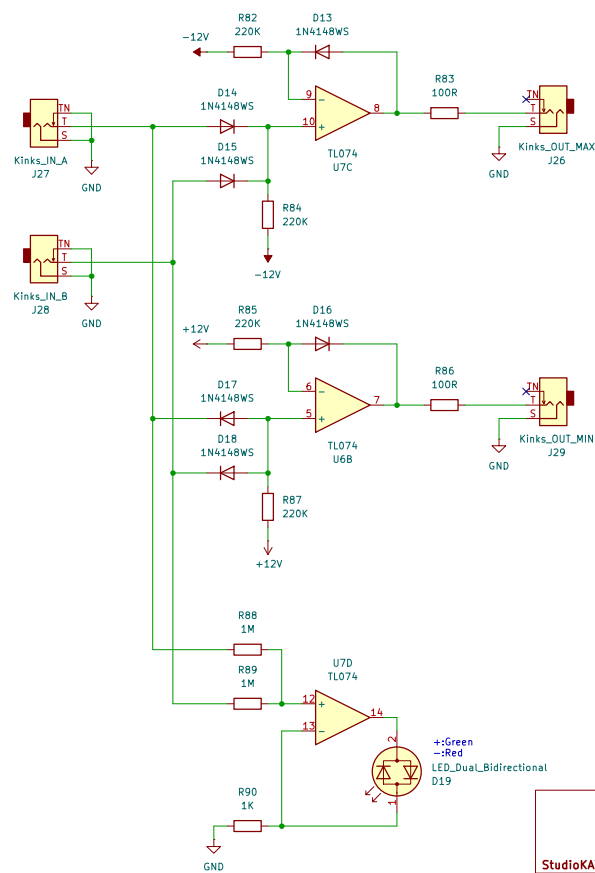 R82
220K
-12V
D13
1N4148WS
9
8
10
TL074
U7C
R83
100R
TN
T
S
Kinks_OUT_MAX
J26
GND
TN
T
S
Kinks_IN_A
J27
GND
D14
1N4148WS
D15
1N4148WS
R84
220K
-12V
TN
T
S
Kinks_IN_B
J28
GND
+12V
R85
220K
D16
1N4148WS
6
7
5
TL074
U6B
R86
100R
TN
T
S
Kinks_OUT_MIN
J29
GND
D17
1N4148WS
D18
1N4148WS
R87
220K
+12V
R88
1M
R89
1M
U7D
TL074
12
14
13
2
+:Green
-:Red
LED_Dual_Bidirectional
D19
1
R90
1K
GND
StudioKA